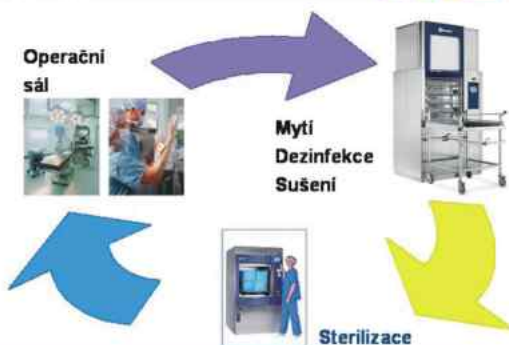 Operační
sál
Mytí
Dezinfekce
Sušení
Sterilizace